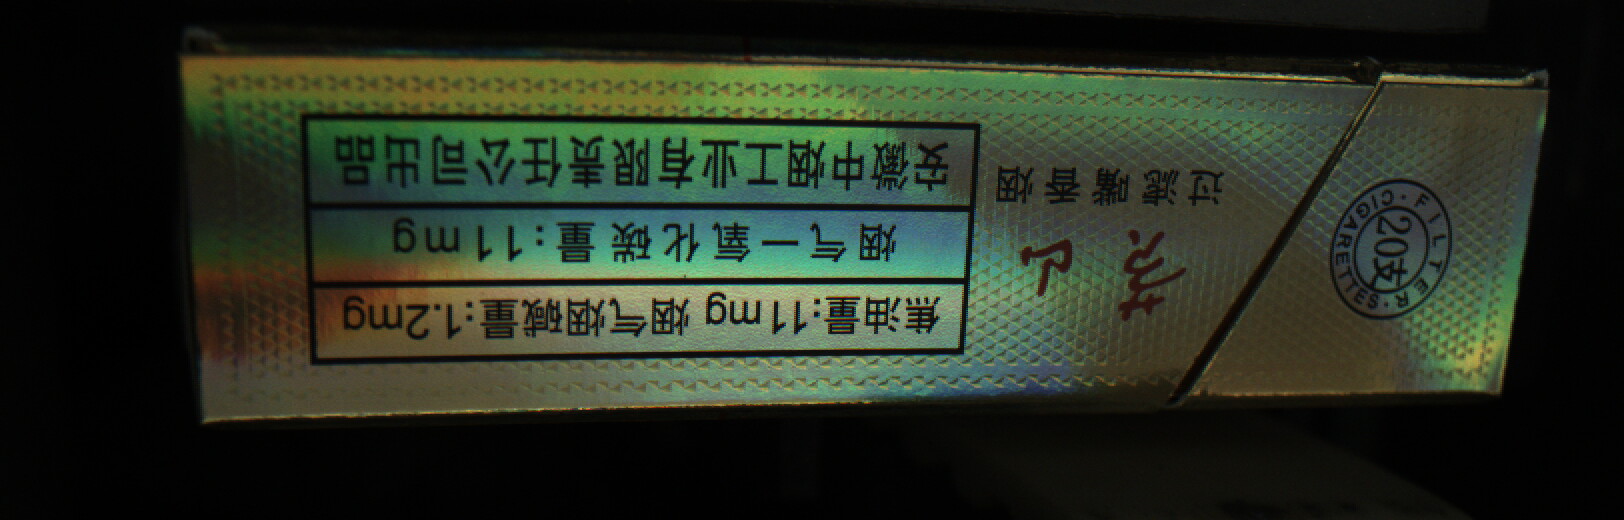 FILTER·CIGARETTES·
20支
黄山
过滤嘴香烟
焦油量:11mg 烟气烟碱量:1.2mg
烟气一氧化碳量:11mg
安徽中烟工业有限责任公司出品